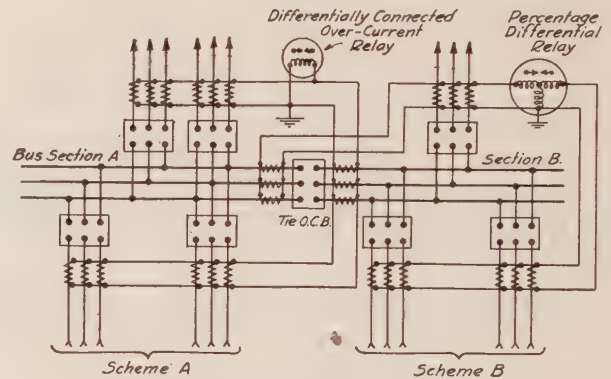 Differentially Connected
Over-Current
Relay
Percentage
Differential
Relay
Bus Section A
Section B.
Tie O.C.B.
Scheme A
Scheme B